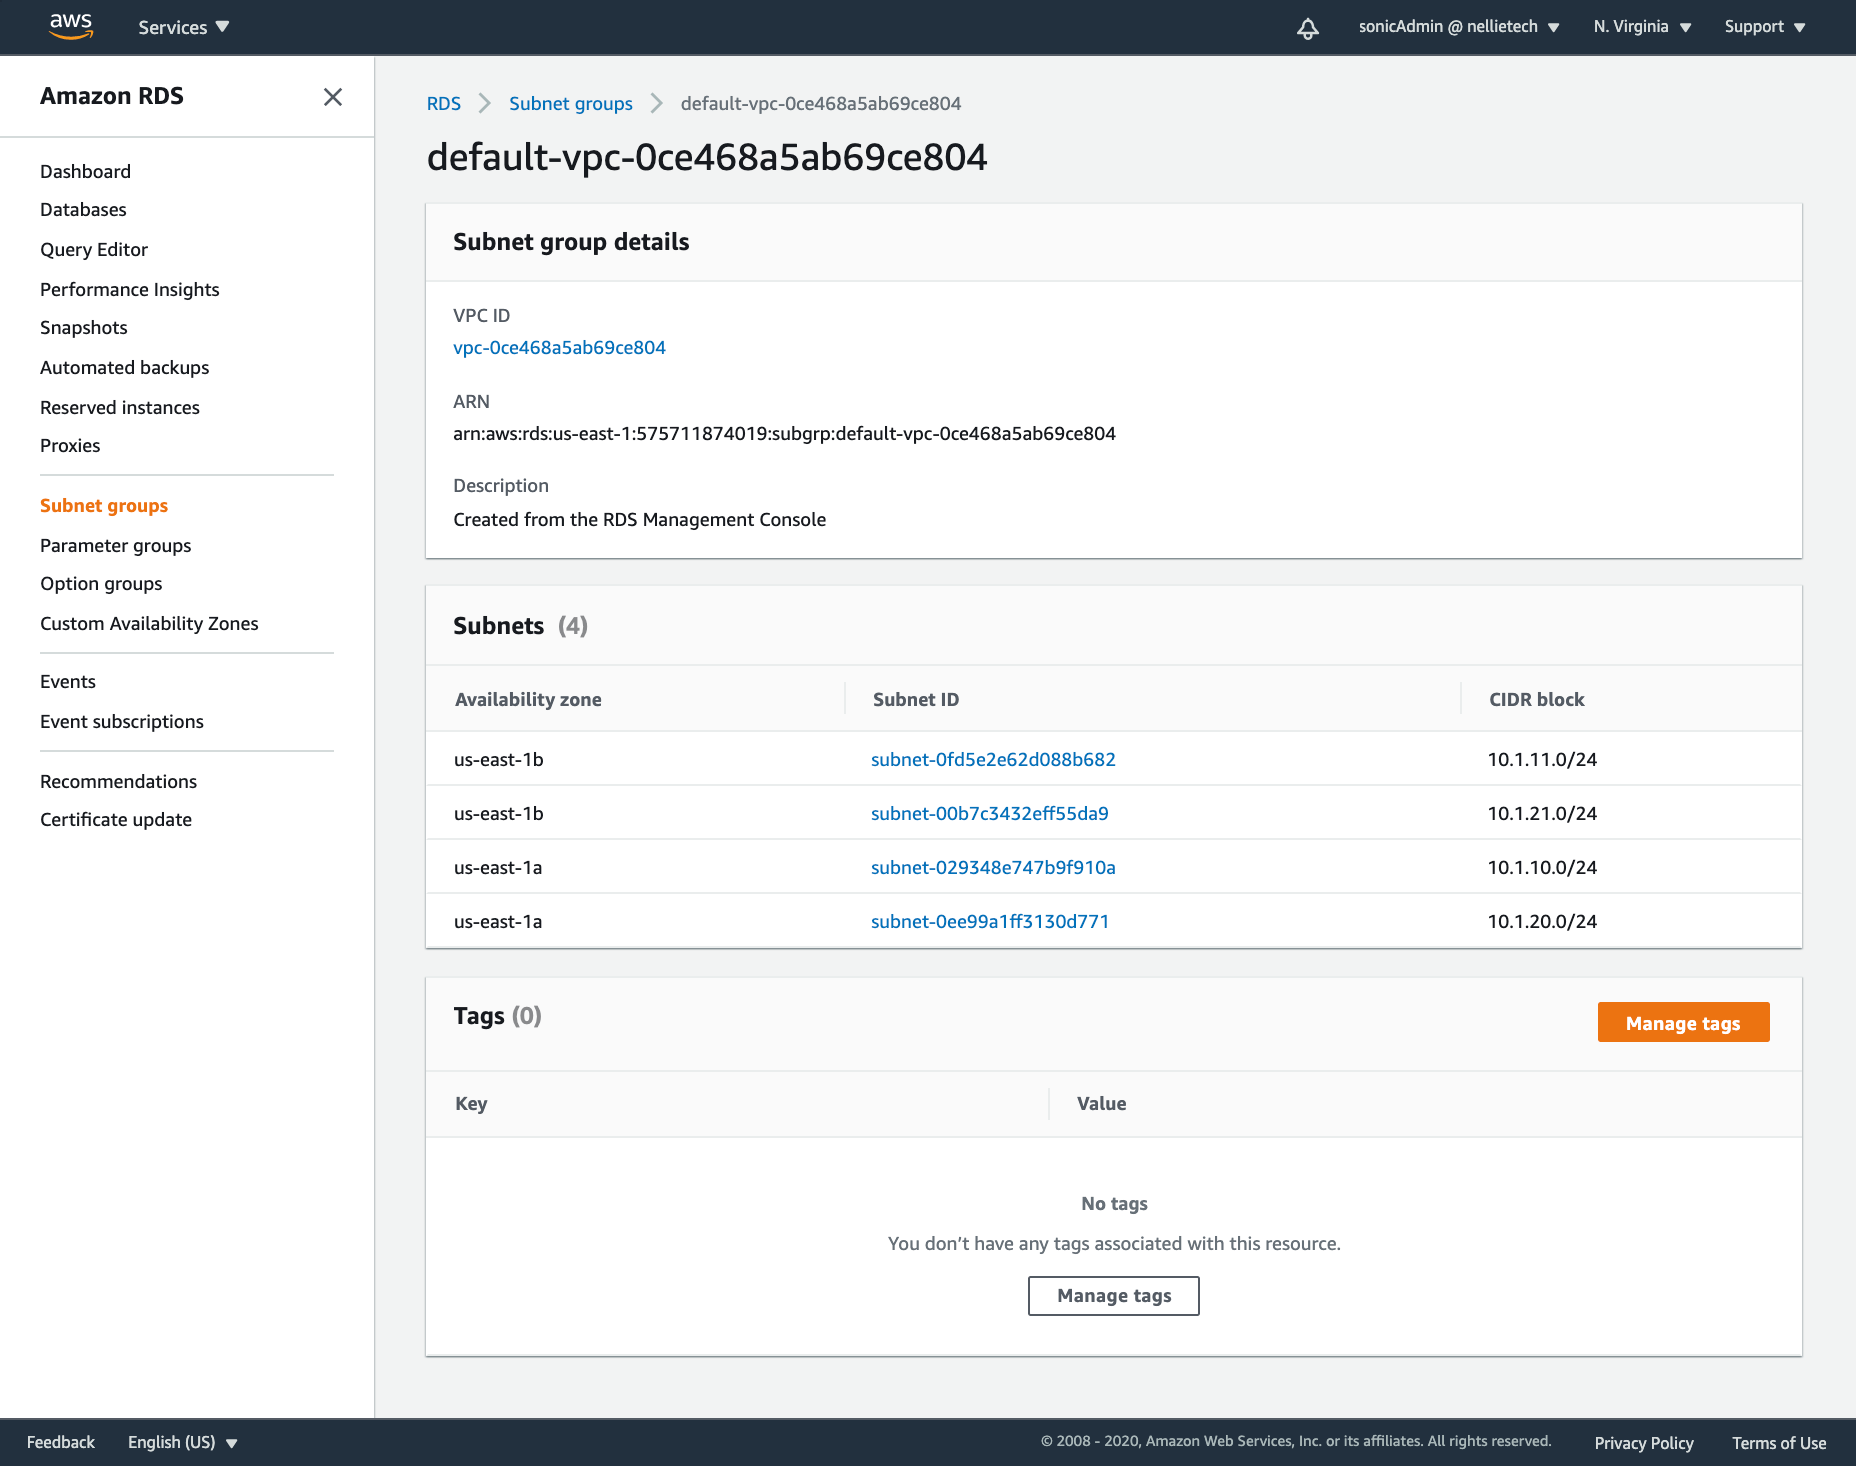 aws Services sonicAdmin @ nellietech N. Virginia Support
Amazon RDS
Dashboard
Databases
Query Editor
Performance Insights
Snapshots
Automated backups
Reserved instances
Proxies
Subnet groups
Parameter groups
Option groups
Custom Availability Zones
Events
Event subscriptions
Recommendations
Certificate update
RDS Subnet groups default-vpc-0ce468a5ab69ce804
default-vpc-0ce468a5ab69ce804
Subnet group details
VPC ID
vpc-0ce468a5ab69ce804
ARN
arn:aws:rds:us-east-1:575711874019:subgrp:default-vpc-0ce468a5ab69ce804
Description
Created from the RDS Management Console
Subnets (4)
Availability zone Subnet ID CIDR block
us-east-1b subnet-0fd5e2e62d088b682 10.1.11.0/24
us-east-1b subnet-00b7c3432eff55da9 10.1.21.0/24
us-east-1a subnet-029348e747b9f910a 10.1.10.0/24
us-east-1a subnet-0ee99a1ff3130d771 10.1.20.0/24
Tags (0) Manage tags
Key Value
No tags
You don’t have any tags associated with this resource.
Manage tags
Feedback English (US) © 2008 - 2020, Amazon Web Services, Inc. or its affiliates. All rights reserved. Privacy Policy Terms of Use